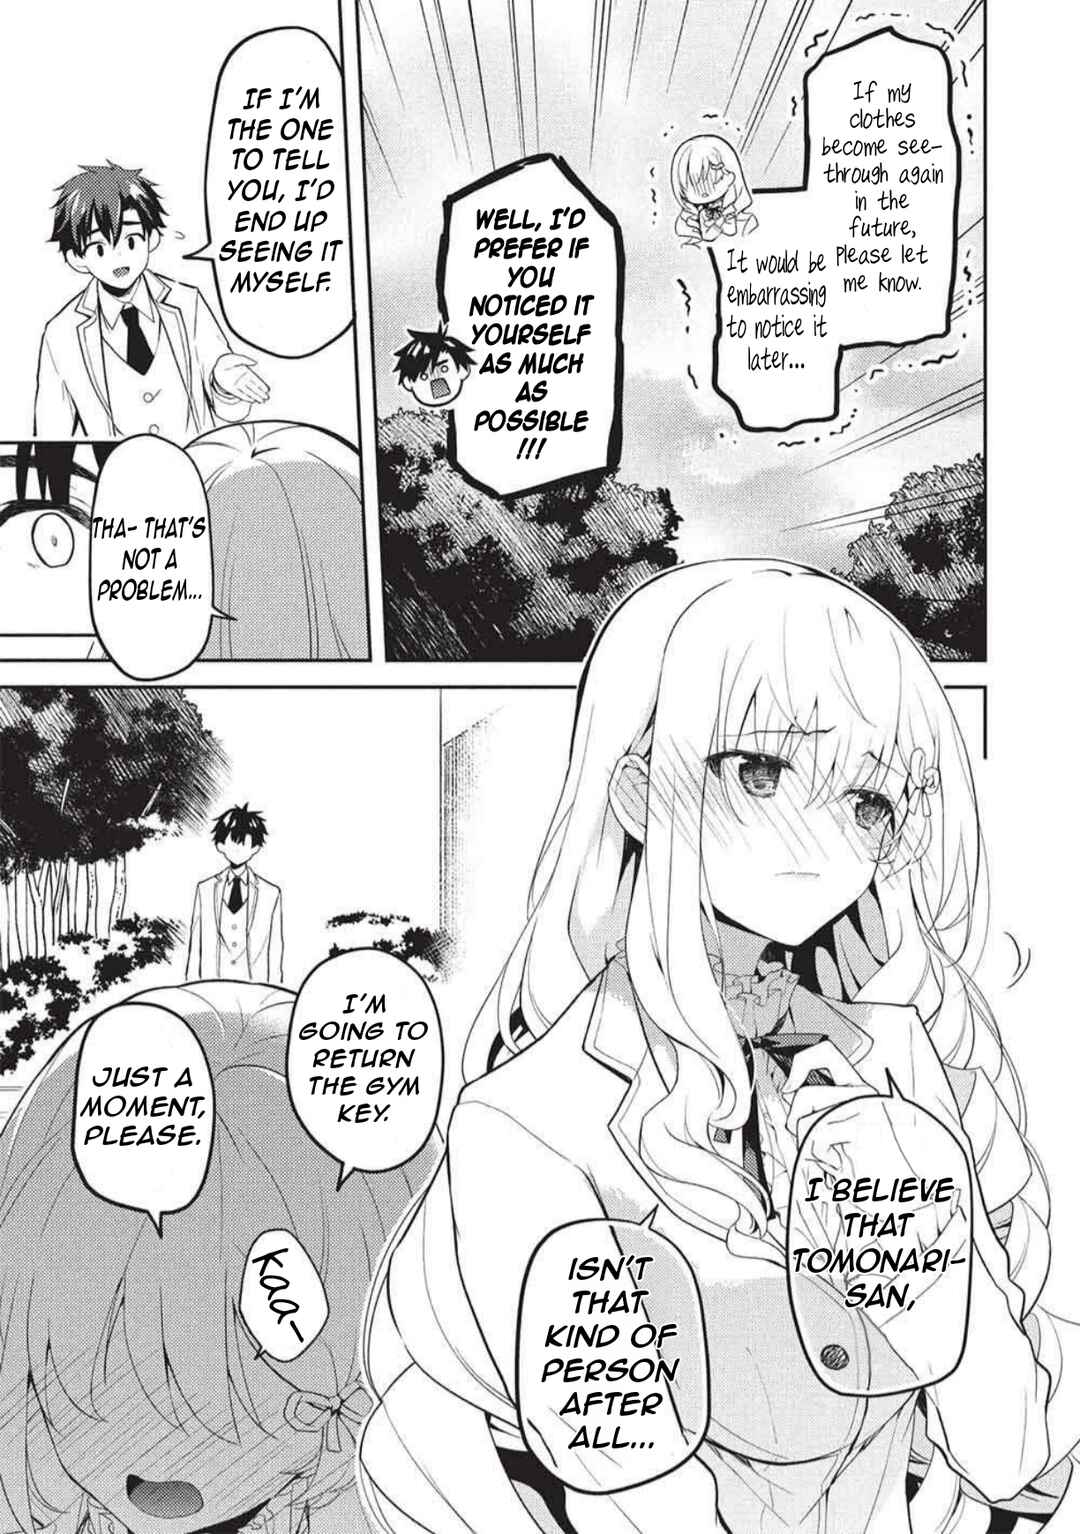 If my
clothes
become see-
through again
in the
future,
Please let
me know.
It would be
embarrassing
to notice it
later...
WELL, I'D
PREFER IF
YOU
NOTICED IT
YOURSELF
AS MUCH
AS
POSSIBLE
!!!
IF I'M
THE ONE
TO TELL
YOU, I'D
END UP
SEEING IT
MYSELF.
THA- THAT'S
NOT A
PROBLEM...
I BELIEVE
THAT
TOMONARI-
SAN,
ISN'T
THAT
KIND OF
PERSON
AFTER
ALL...
I'M
GOING TO
RETURN
THE GYM
KEY.
JUST A
MOMENT,
PLEASE.
Kaa-